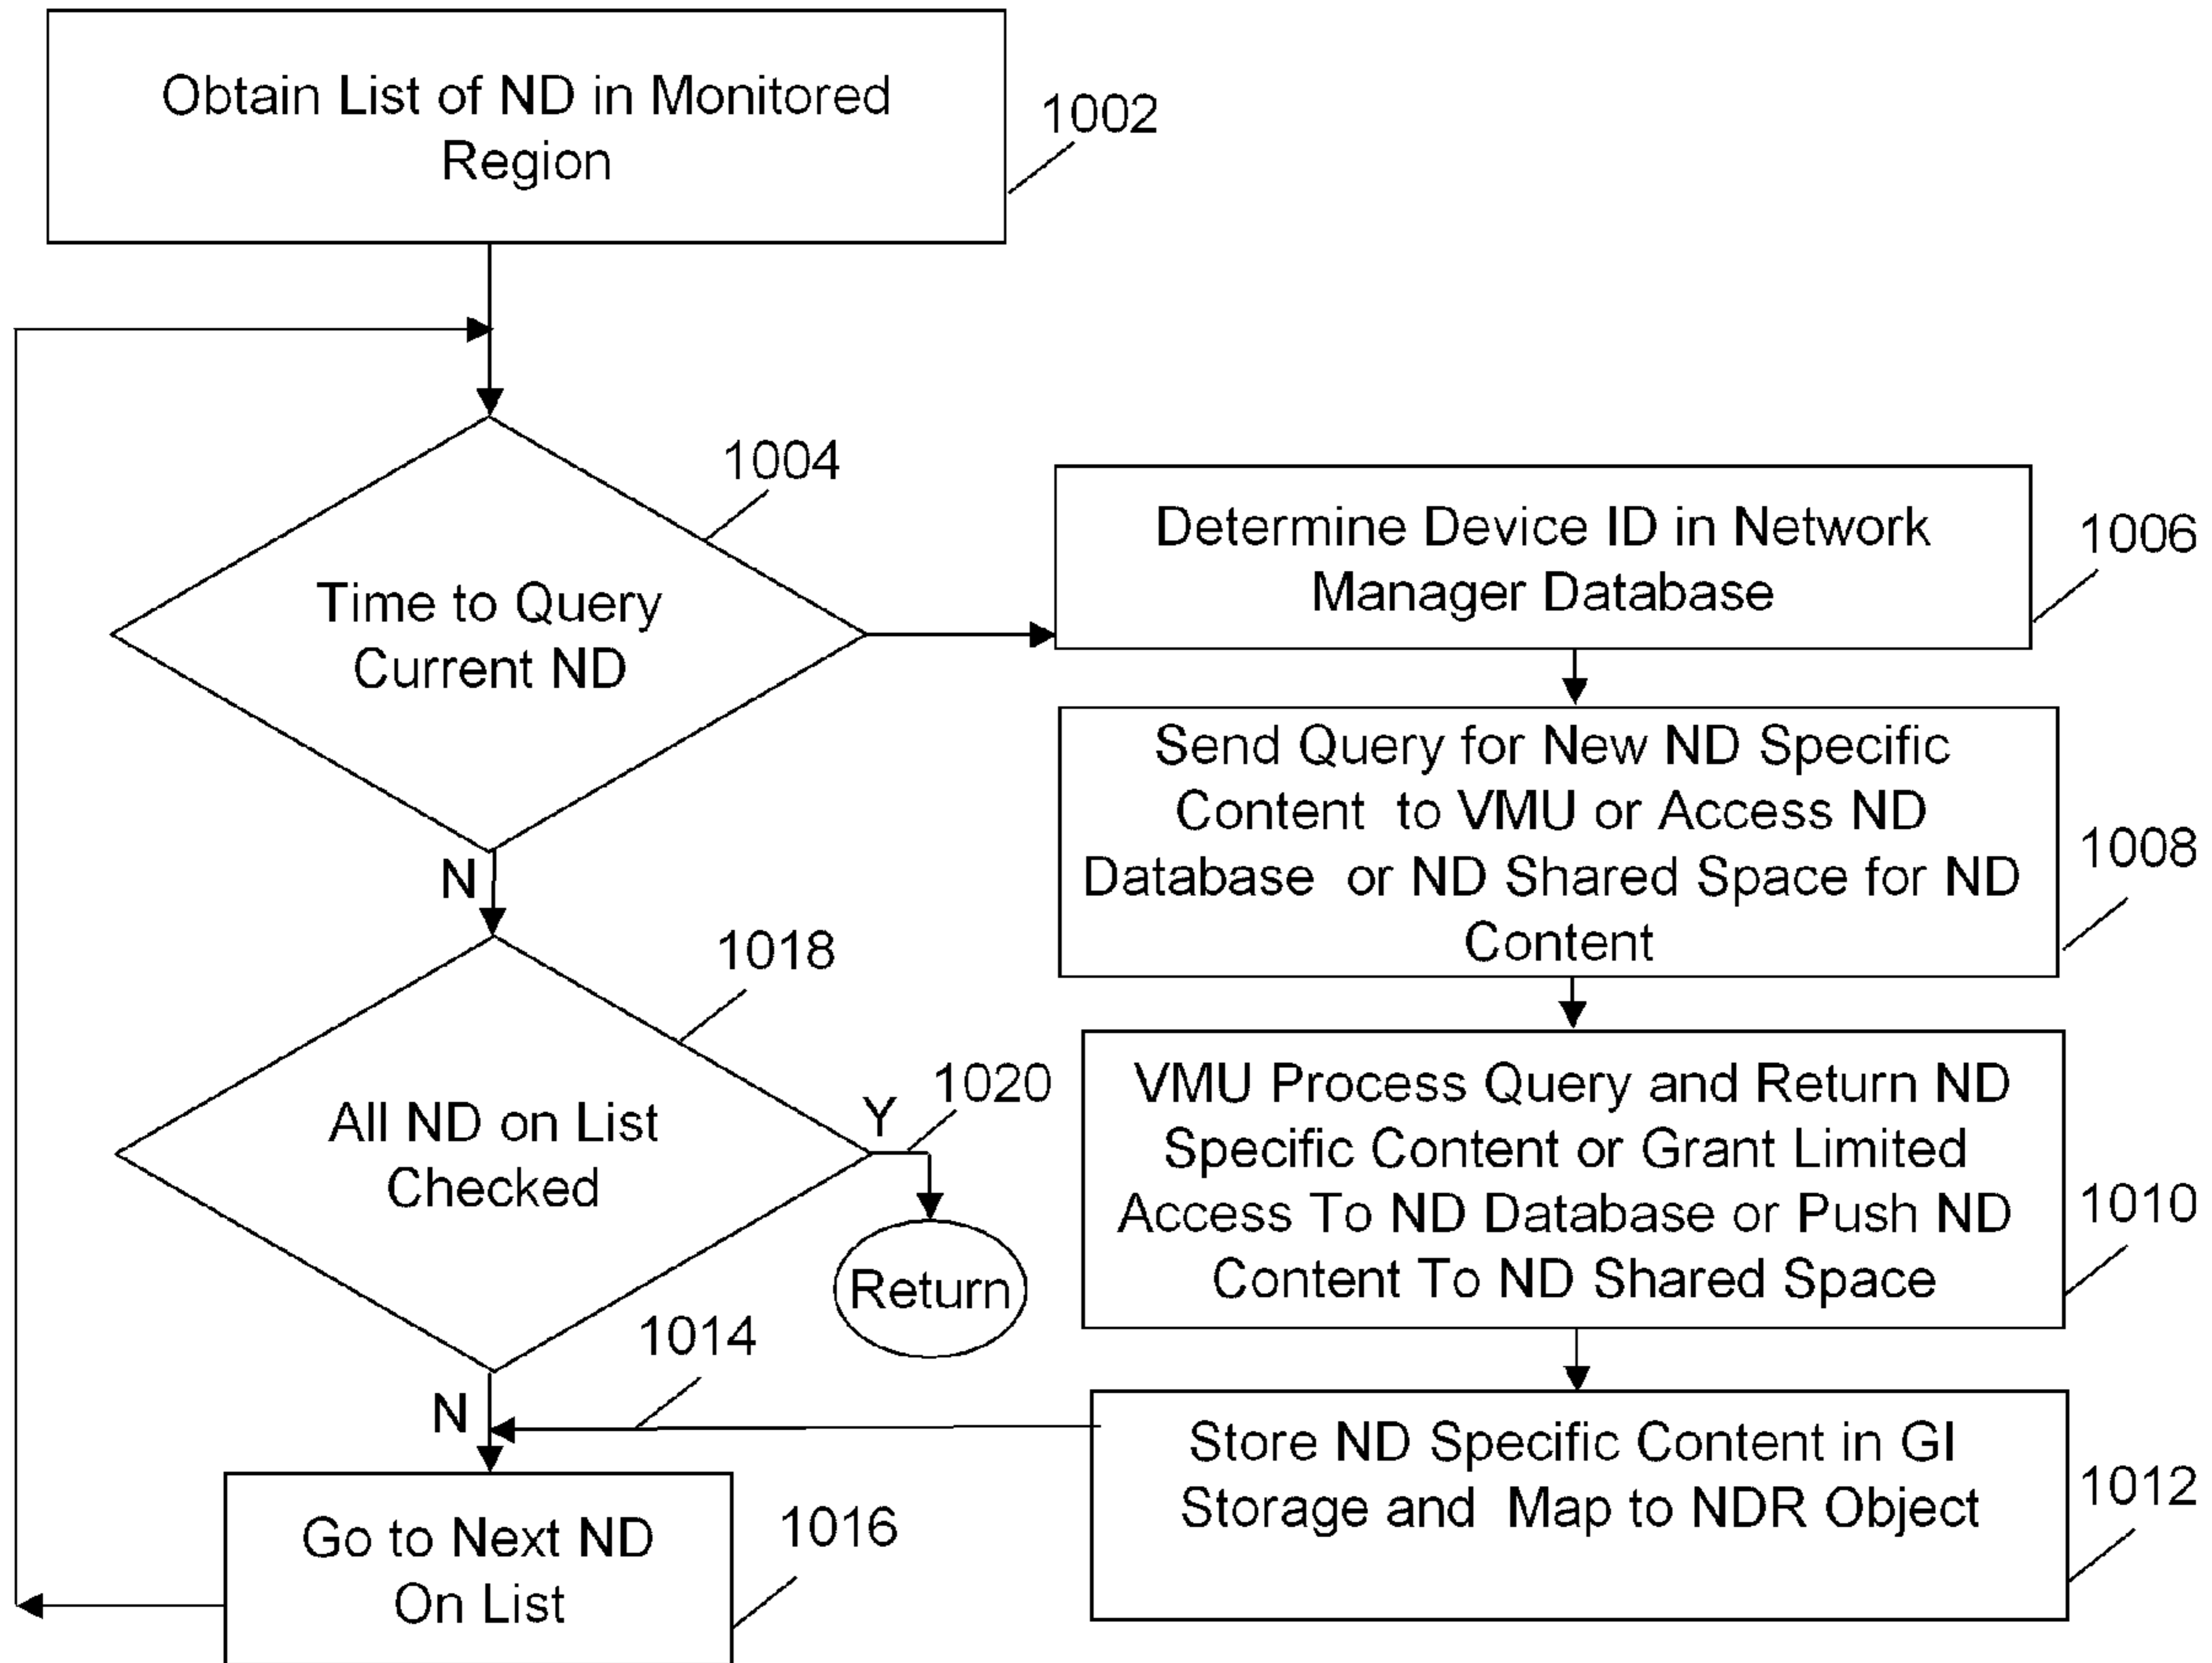 Obtain List of ND in Monitored
Region
1002
1004
Time to Query
Current ND
N
Determine Device ID in Network
Manager Database
1006
Send Query for New ND Specific
Content to VMU or Access ND
Database or ND Shared Space for ND
Content
1008
VMU Process Query and Return ND
Specific Content or Grant Limited
Access To ND Database or Push ND
Content To ND Shared Space
1010
Store ND Specific Content in GI
Storage and Map to NDR Object
1012
1014
1018
All ND on List
Checked
Y
1020
Return
N
Go to Next ND
On List
1016